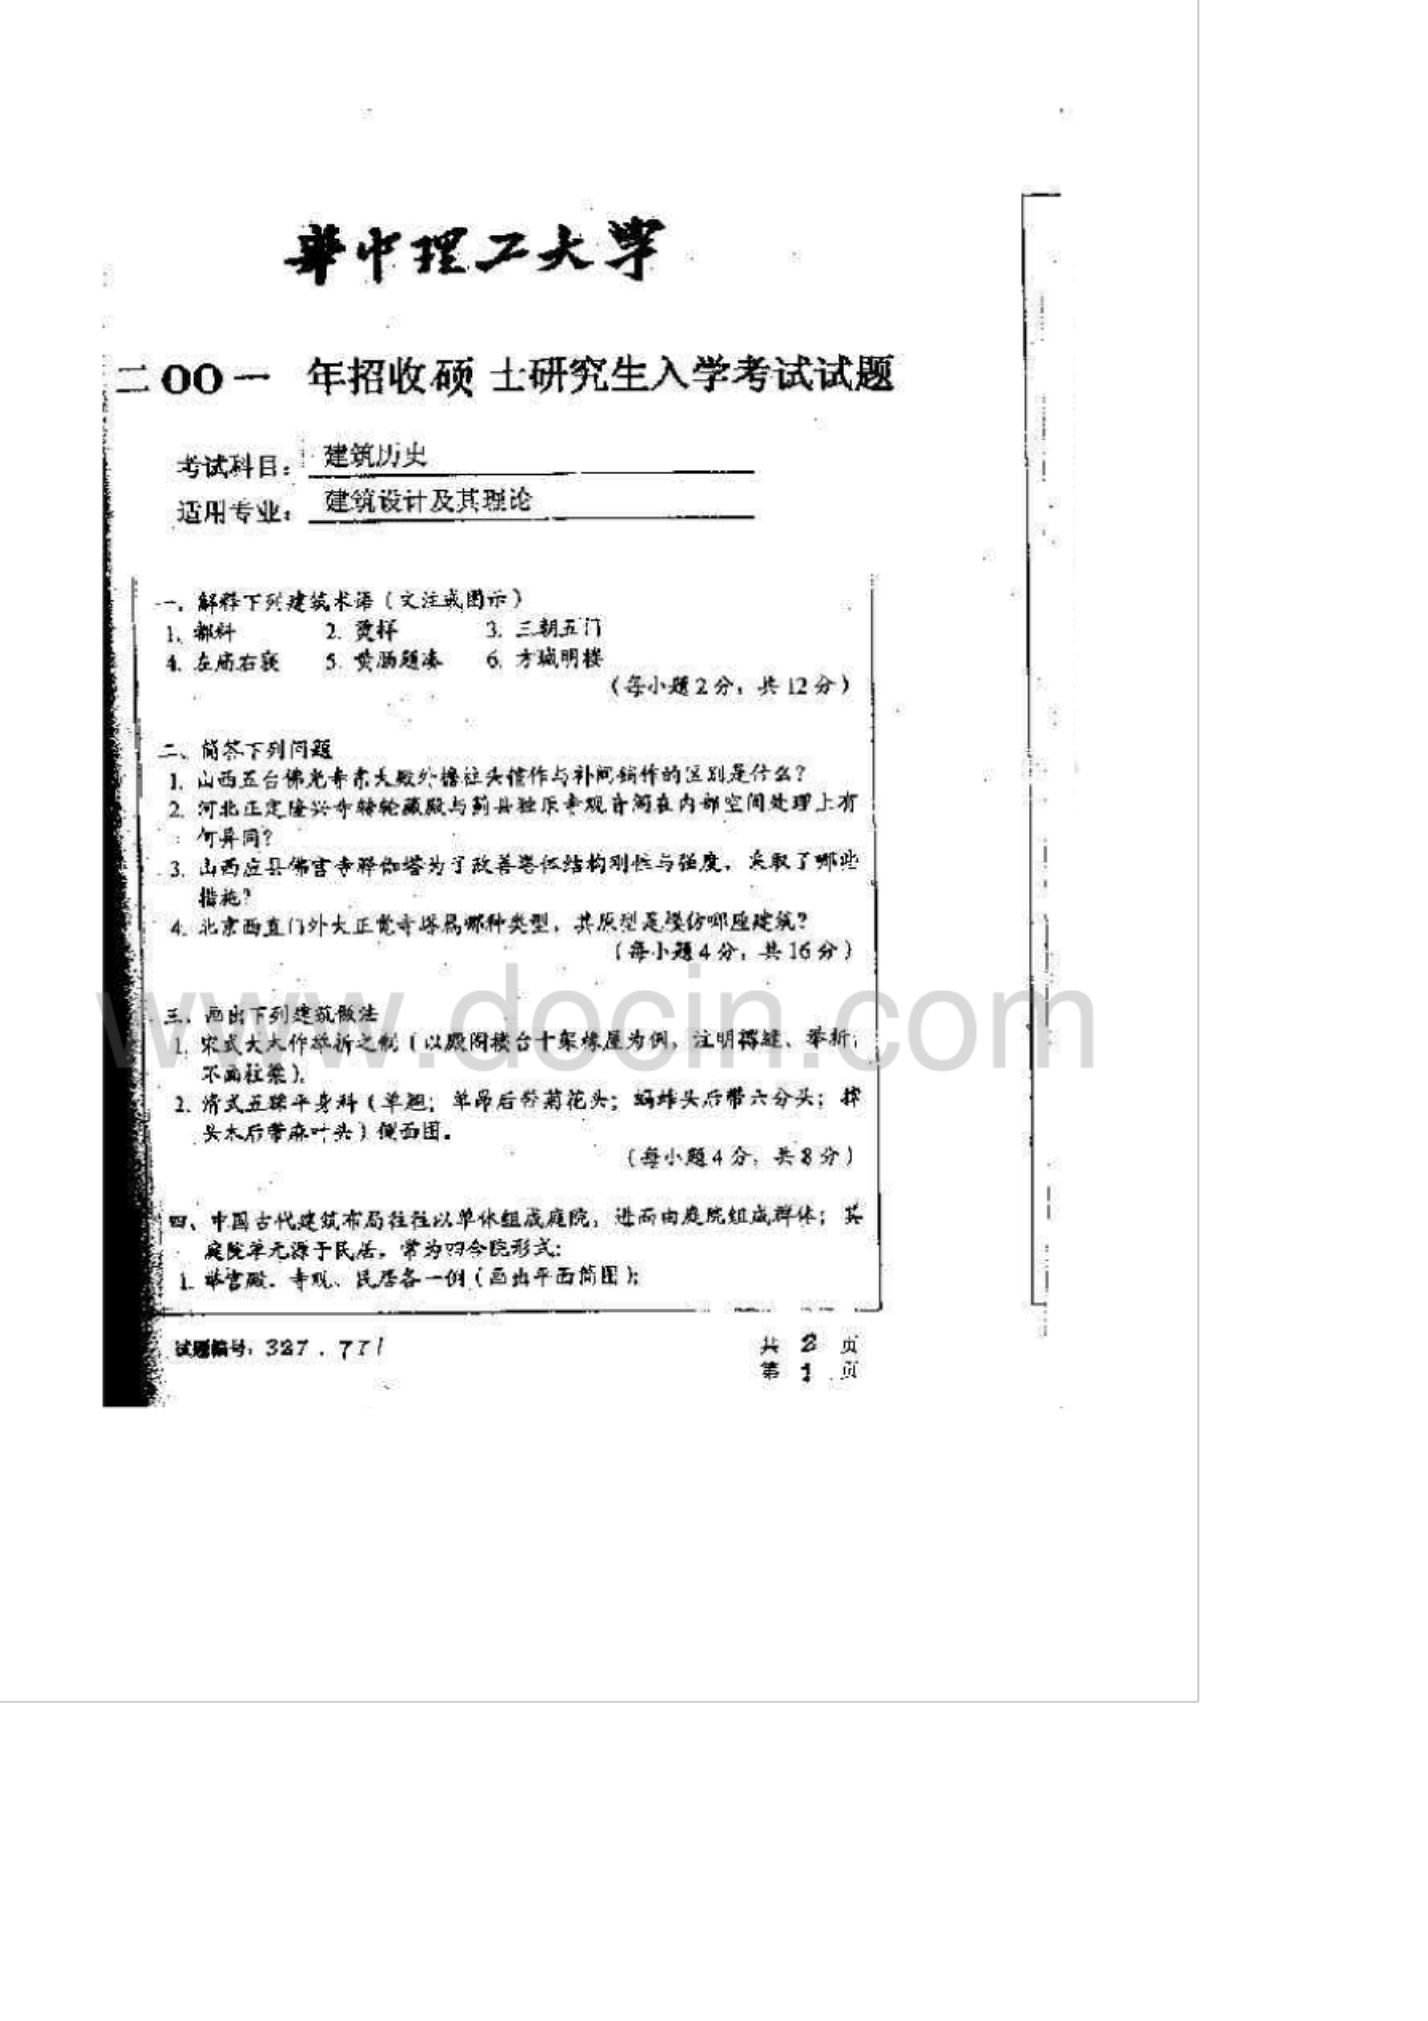 華中理工大学
二00一 年招收硕 士研究生入学考试试题
考试科目: 建筑历史
适用专业: 建筑设计及其理论
一、解释下列建筑术语(文注或图示)
1. 都料 2. 烫样 3. 三朝五门
4. 左庙右寝 5. 黄肠题凑 6. 方城明楼
(每小题2分,共12分)
二、简答下列问题
1. 山西五台佛光寺东大殿外檐柱头铺作与补间铺作的区别是什么?
2. 河北正定隆兴寺转轮藏殿与蓟县独乐寺观音阁在内部空间处理上有
何异同?
3. 山西应县佛宫寺释伽塔为了改善塔体结构刚性与强度,采取了哪些
措施?
4. 北京西直门外大正觉寺塔属哪种类型,其原型是模仿哪座建筑?
(每小题4分,共16分)
www.docin.com
三、画出下列建筑做法
1. 宋式大木作举折之制(以殿阁楼台十架椽屋为例,注明槫缝、举折;
不画柱梁)。
2. 清式五踩平身科(单翘;单昂后带菊花头;蚂蚱头后带六分头;撑
头木后带麻叶头)侧面图。
(每小题4分,共8分)
四、中国古代建筑布局往往以单体组成庭院,进而由庭院组成群体;其
庭院单元源于民居,常为四合院形式:
1. 举宫殿、寺观、民居各一例(画出平面简图);
试题编号:327.771
共 2 页
第 1 页